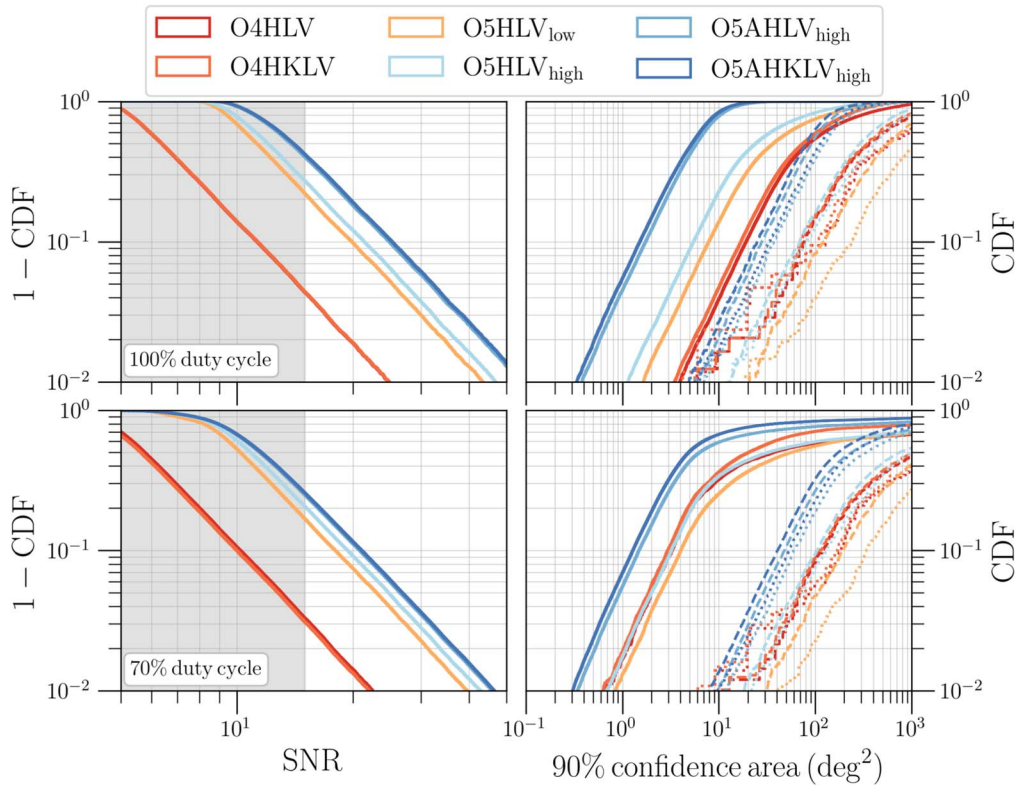 O4HLV O5HLV_low O5AHLV_high
O4HKLV O5HLV_high O5AHKLV_high
10^0 10^0
1 − CDF CDF
10^−1 10^−1
100% duty cycle
10^−2 10^−2
10^0 10^0
1 − CDF CDF
10^−1 10^−1
70% duty cycle
10^−2 10^−2
10^1 10^−1 10^0 10^1 10^2 10^3
SNR 90% confidence area (deg^2)